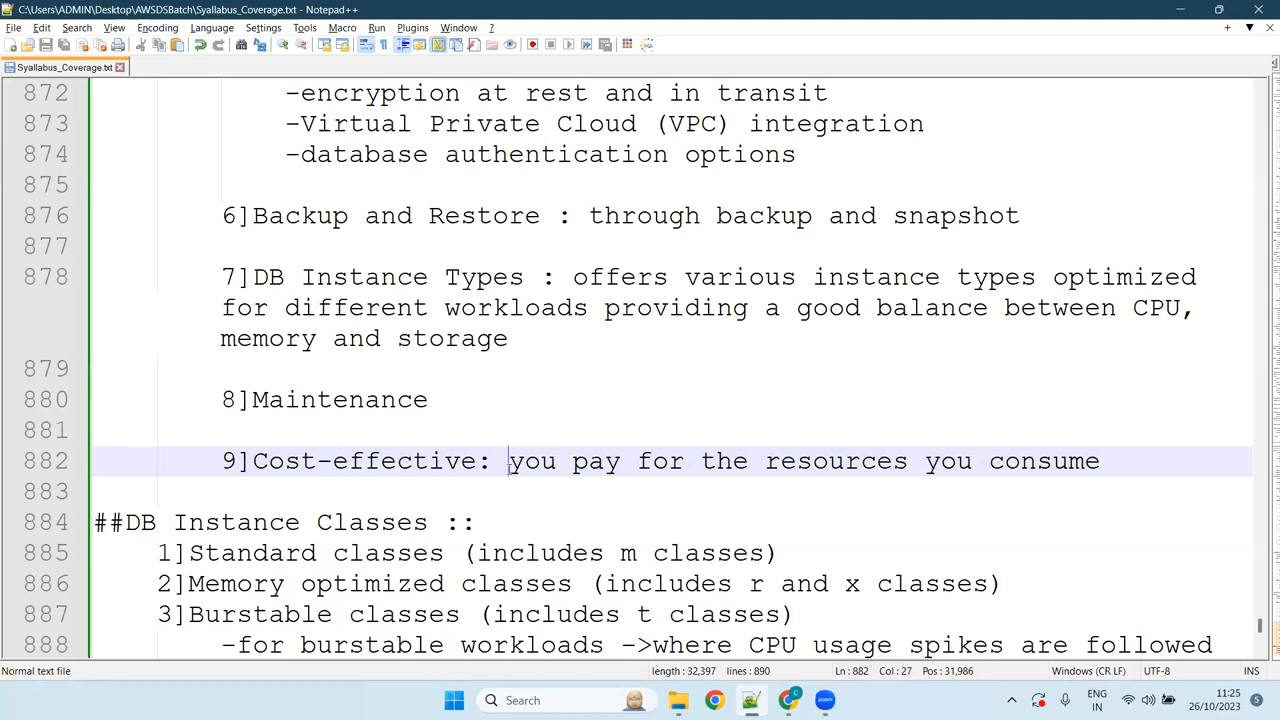 C:\Users\ADMIN\Desktop\AWSDSBatch\Syllabus_Coverage.txt - Notepad++
File Edit Search View Encoding Language Settings Tools Macro Run Plugins Window ?
Syallabus_Coverage.txt
872 -encryption at rest and in transit
873 -Virtual Private Cloud (VPC) integration
874 -database authentication options
875
876 6]Backup and Restore : through backup and snapshot
877
878 7]DB Instance Types : offers various instance types optimized
for different workloads providing a good balance between CPU,
memory and storage
879
880 8]Maintenance
881
882 9]Cost-effective: you pay for the resources you consume
883
884 ##DB Instance Classes ::
885 1]Standard classes (includes m classes)
886 2]Memory optimized classes (includes r and x classes)
887 3]Burstable classes (includes t classes)
888 -for burstable workloads ->where CPU usage spikes are followed
Normal text file length : 32,397 lines : 890 Ln : 882 Col : 27 Pos : 31,986 Windows (CR LF) UTF-8 INS
Search
ENG
IN
11:25
26/10/2023